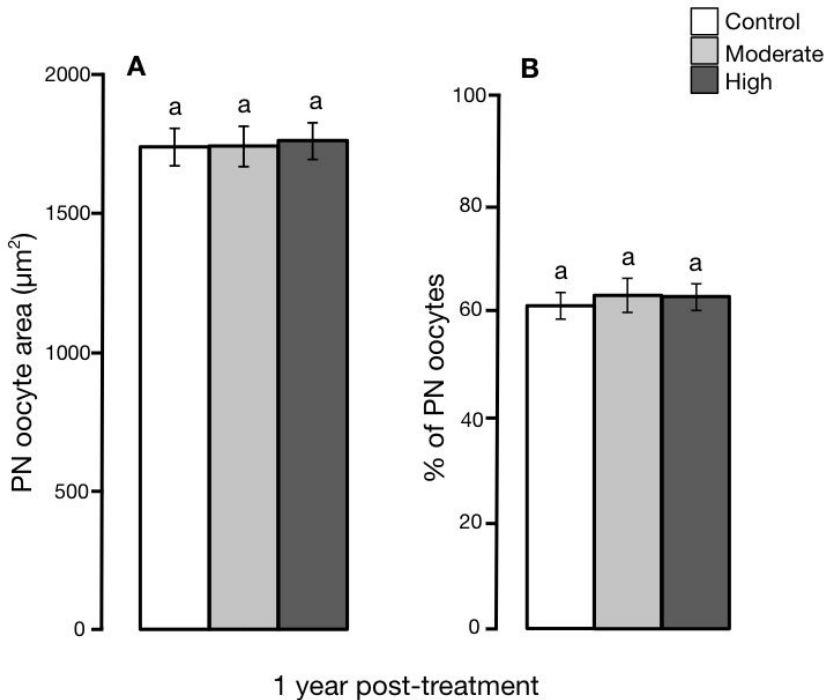 Control
Moderate
High
A
2000
1500
1000
500
0
PN oocyte area (µm²)
a a a
B
100
80
60
40
20
0
% of PN oocytes
a a a
1 year post-treatment